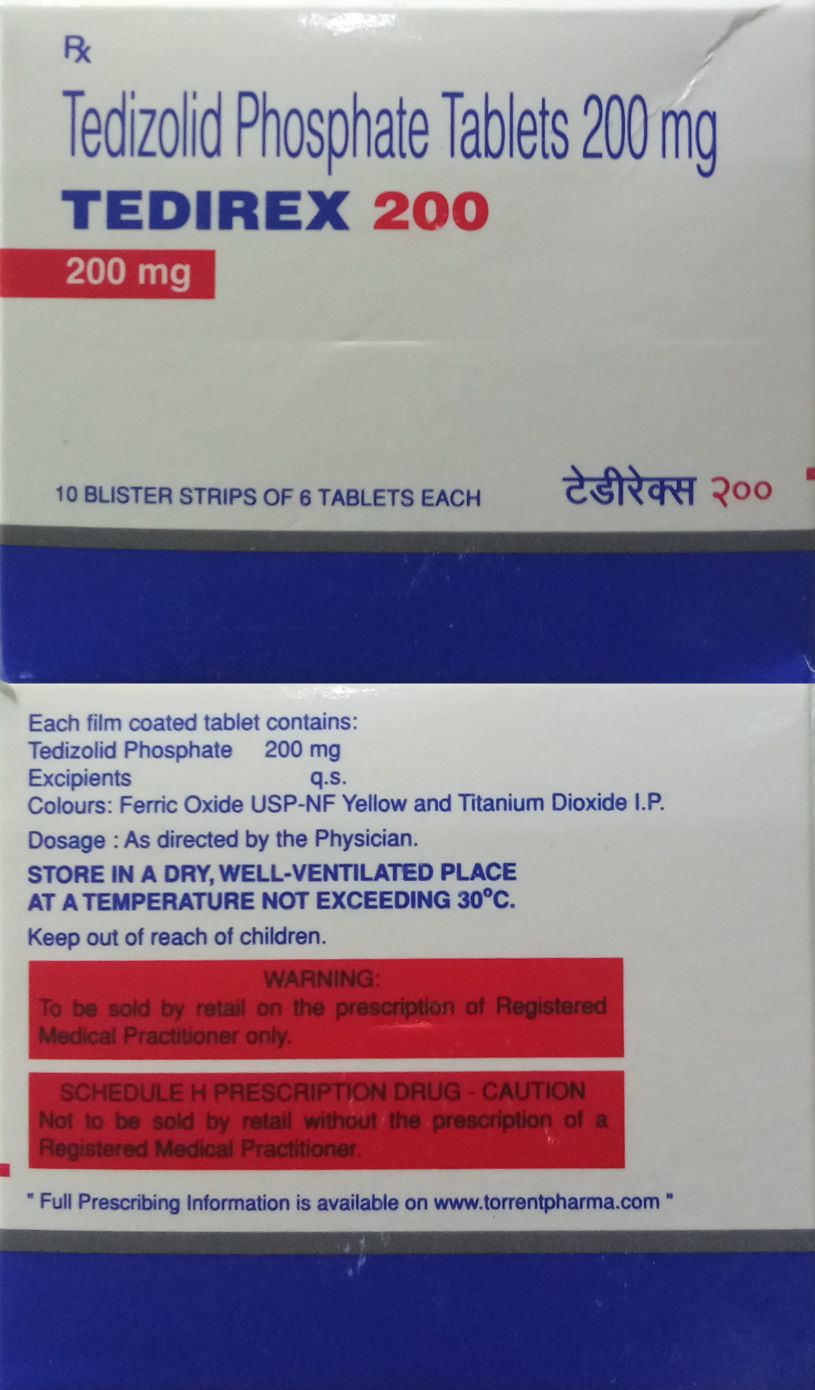 Rx
Tedizolid Phosphate Tablets 200 mg
TEDIREX 200
200 mg
10 BLISTER STRIPS OF 6 TABLETS EACH
टेडीरेक्स २००
Each film coated tablet contains:
Tedizolid Phosphate 200 mg
Excipients q.s.
Colours: Ferric Oxide USP-NF Yellow and Titanium Dioxide I.P.
Dosage : As directed by the Physician.
STORE IN A DRY, WELL-VENTILATED PLACE
AT A TEMPERATURE NOT EXCEEDING 30°C.
Keep out of reach of children.
WARNING:
To be sold by retail on the prescription of Registered
Medical Practitioner only.
SCHEDULE H PRESCRIPTION DRUG - CAUTION
Not to be sold by retail without the prescription of a
Registered Medical Practitioner.
" Full Prescribing Information is available on www.torrentpharma.com "